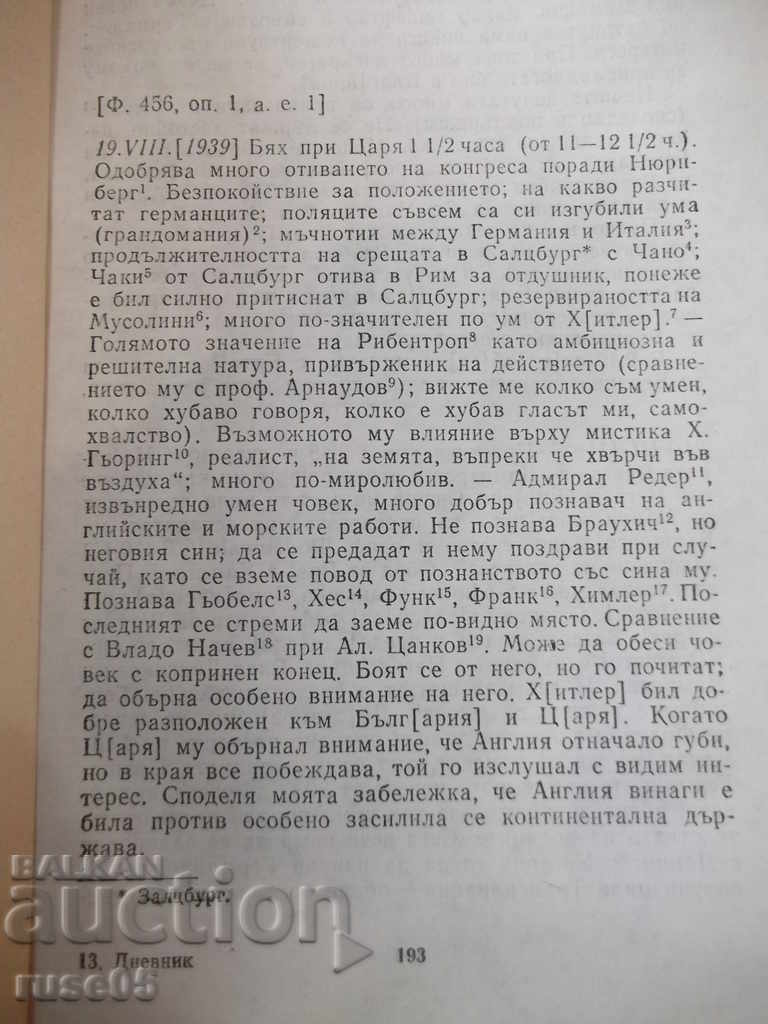 [Ф. 456, оп. 1, а. е. 1]
19.VIII.[1939] Бях при Царя 1 1/2 часа (от 11—12 1/2 ч.).
Одобрява много отиването на конгреса поради Нюрн-
берг¹. Безпокойствие за положението; на какво разчи-
тат германците; поляците съвсем са си изгубили ума
(грандомания)²; мъчнотии между Германия и Италия³;
продължителността на срещата в Салцбург* с Чано⁴;
Чаки⁵ от Салцбург отива в Рим за отдушник, понеже
е бил силно притиснат в Салцбург; резервираността на
Мусолини⁶; много по-значителен по ум от Х[итлер].⁷ —
Голямото значение на Рибентроп⁸ като амбициозна и
решителна натура, привърженик на действието (сравне-
нието му с проф. Арнаудов⁹); вижте ме колко съм умен,
колко хубаво говоря, колко е хубав гласът ми, само-
хвалство). Възможното му влияние върху мистика Х.
Гьоринг¹⁰, реалист, „на земята, въпреки че хвърчи във
въздуха“; много по-миролюбив. — Адмирал Редер¹¹,
извънредно умен човек, много добър познавач на ан-
глийските и морските работи. Не познава Браухич¹², но
неговия син; да се предадат и нему поздрави при слу-
чай, като се вземе повод от познанството със сина му.
Познава Гьобелс¹³, Хес¹⁴, Функ¹⁵, Франк¹⁶, Химлер¹⁷. По-
следният се стреми да заеме по-видно място. Сравнение
с Владо Начев¹⁸ при Ал. Цанков¹⁹. Може да обеси чо-
век с копринен конец. Боят се от него, но го почитат;
да обърна особено внимание на него. Х[итлер] бил до-
бре разположен към Бълг[ария] и Ц[аря]. Когато
Ц[аря] му обърнал внимание, че Англия отначало губи,
но в края все побеждава, той го изслушал с видим ин-
терес. Споделя моята забележка, че Англия винаги е
била против особено засилила се континентална дър-
жава.
* Залцбург.
13. Дневник
193
BALKAN
auction
ruse05